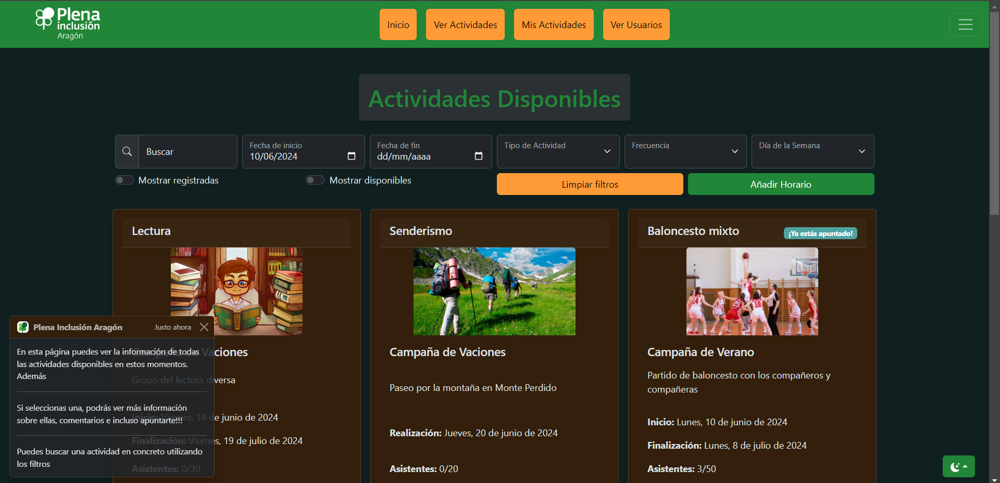 Plena
inclusión
Aragón
Inicio
Ver Actividades
Mis Actividades
Ver Usuarios
Actividades Disponibles
Buscar
Fecha de inicio
10/06/2024
Fecha de fin
dd/mm/aaaa
Tipo de Actividad
Frecuencia
Día de la Semana
Mostrar registradas
Mostrar disponibles
Limpiar filtros
Añadir Horario
Lectura
Campaña de Vaciones
Grupo del lectura diversa
Inicio: Viernes, 14 de junio de 2024
Finalización: Viernes, 19 de julio de 2024
Asistentes: 0/30
Senderismo
Campaña de Vaciones
Paseo por la montaña en Monte Perdido
Realización: Jueves, 20 de junio de 2024
Asistentes: 0/20
Baloncesto mixto
¡Ya estás apuntado!
Campaña de Verano
Partido de baloncesto con los compañeros y
compañeras
Inicio: Lunes, 10 de junio de 2024
Finalización: Lunes, 8 de julio de 2024
Asistentes: 3/50
Plena Inclusión Aragón
Justo ahora
En esta página puedes ver la información de todas
las actividades disponibles en estos momentos.
Además
Si seleccionas una, podrás ver más información
sobre ellas, comentarios e incluso apuntarte!!!
Puedes buscar una actividad en concreto utilizando
los filtros